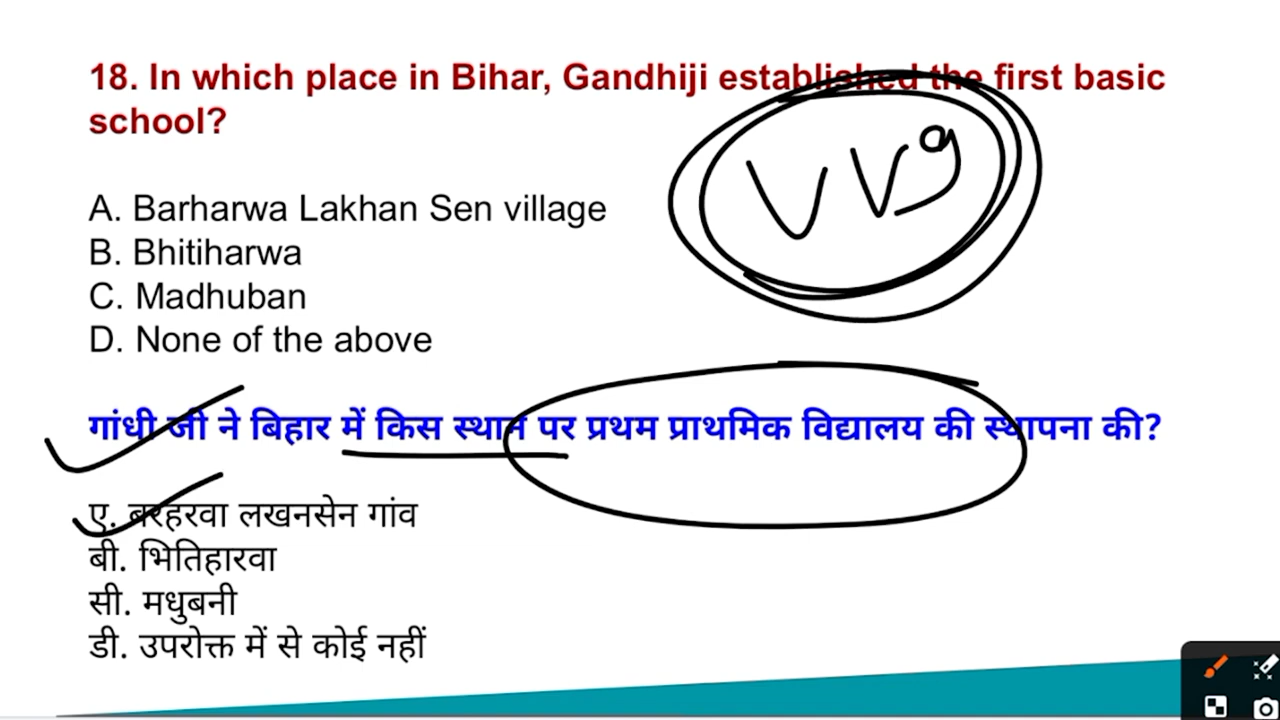 18. In which place in Bihar, Gandhiji established the first basic
school?
A. Barharwa Lakhan Sen village
B. Bhitiharwa
C. Madhuban
D. None of the above
गांधी जी ने बिहार में किस स्थान पर प्रथम प्राथमिक विद्यालय की स्थापना की?
ए. बरहरवा लखनसेन गांव
बी. भितिहारवा
सी. मधुबनी
डी. उपरोक्त में से कोई नहीं